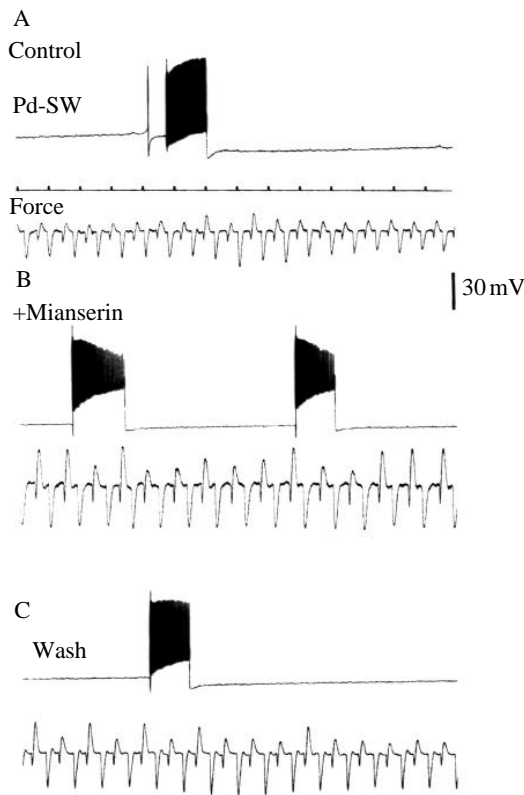 A
Control
Pd-SW
Force
B
30 mV
+Mianserin
C
Wash